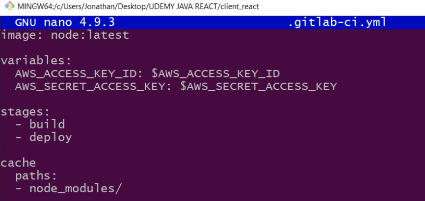 MINGW64:/c/Users/Jonathan/Desktop/UDEMY JAVA REACT/client_react
GNU nano 4.9.3 .gitlab-ci.yml
image: node:latest
variables:
AWS_ACCESS_KEY_ID: $AWS_ACCESS_KEY_ID
AWS_SECRET_ACCESS_KEY: $AWS_SECRET_ACCESS_KEY
stages:
- build
- deploy
cache
paths:
- node_modules/